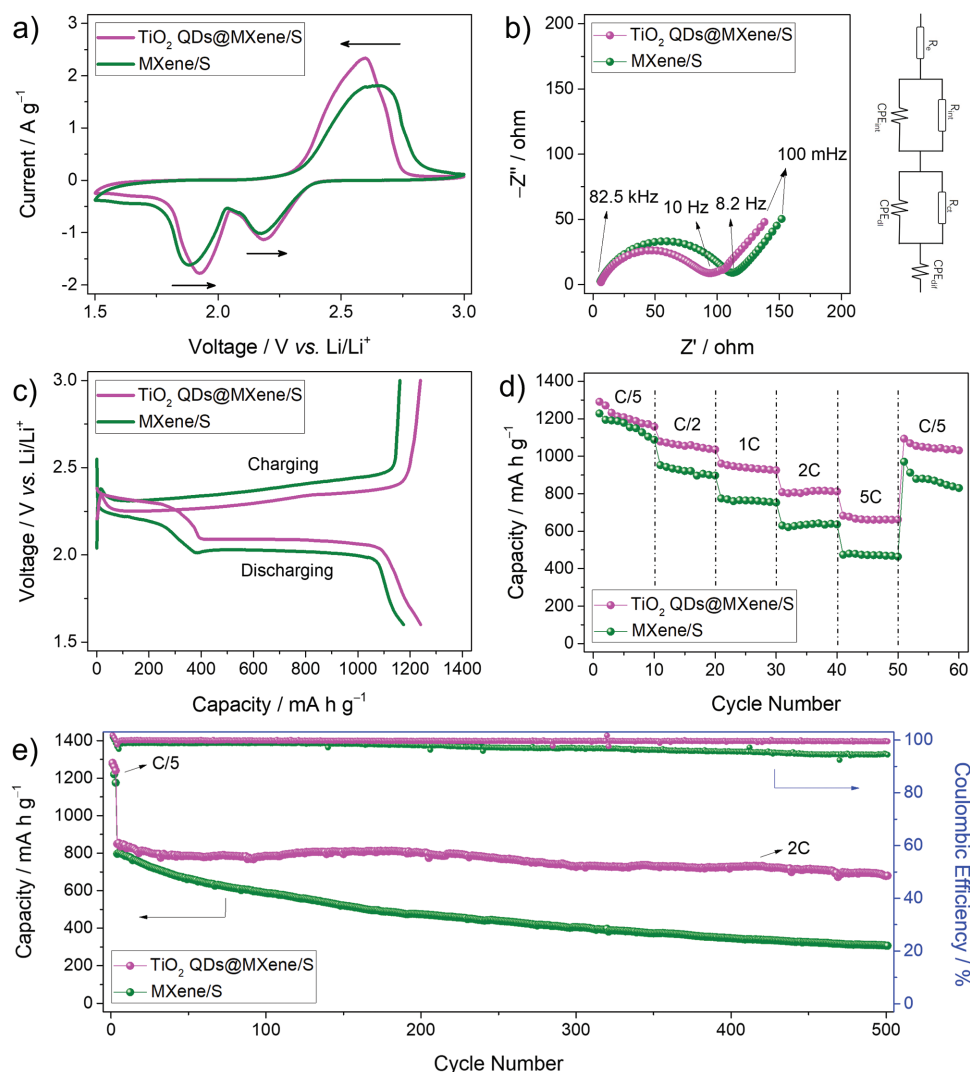 a)
TiO₂ QDs@MXene/S
MXene/S
Current / A g⁻¹
3
2
1
0
-1
-2
1.5
2.0
2.5
3.0
Voltage / V vs. Li/Li⁺
b)
TiO₂ QDs@MXene/S
MXene/S
–Z'' / ohm
200
150
100
50
0
82.5 kHz
10 Hz
8.2 Hz
100 mHz
0
50
100
150
200
Z' / ohm
Rₑ
CPEᵢₙₜ
Rᵢₙₜ
CPE_dl
R_ct
CPE_dif
c)
TiO₂ QDs@MXene/S
MXene/S
Voltage / V vs. Li/Li⁺
3.0
2.5
2.0
1.5
Charging
Discharging
0
200
400
600
800
1000
1200
1400
Capacity / mA h g⁻¹
d)
Capacity / mA h g⁻¹
1400
1200
1000
800
600
400
200
0
C/5
C/2
1C
2C
5C
C/5
TiO₂ QDs@MXene/S
MXene/S
0
10
20
30
40
50
60
Cycle Number
e)
Capacity / mA h g⁻¹
1400
1200
1000
800
600
400
200
0
C/5
2C
TiO₂ QDs@MXene/S
MXene/S
100
80
60
40
20
0
Coulombic Efficiency / %
0
100
200
300
400
500
Cycle Number